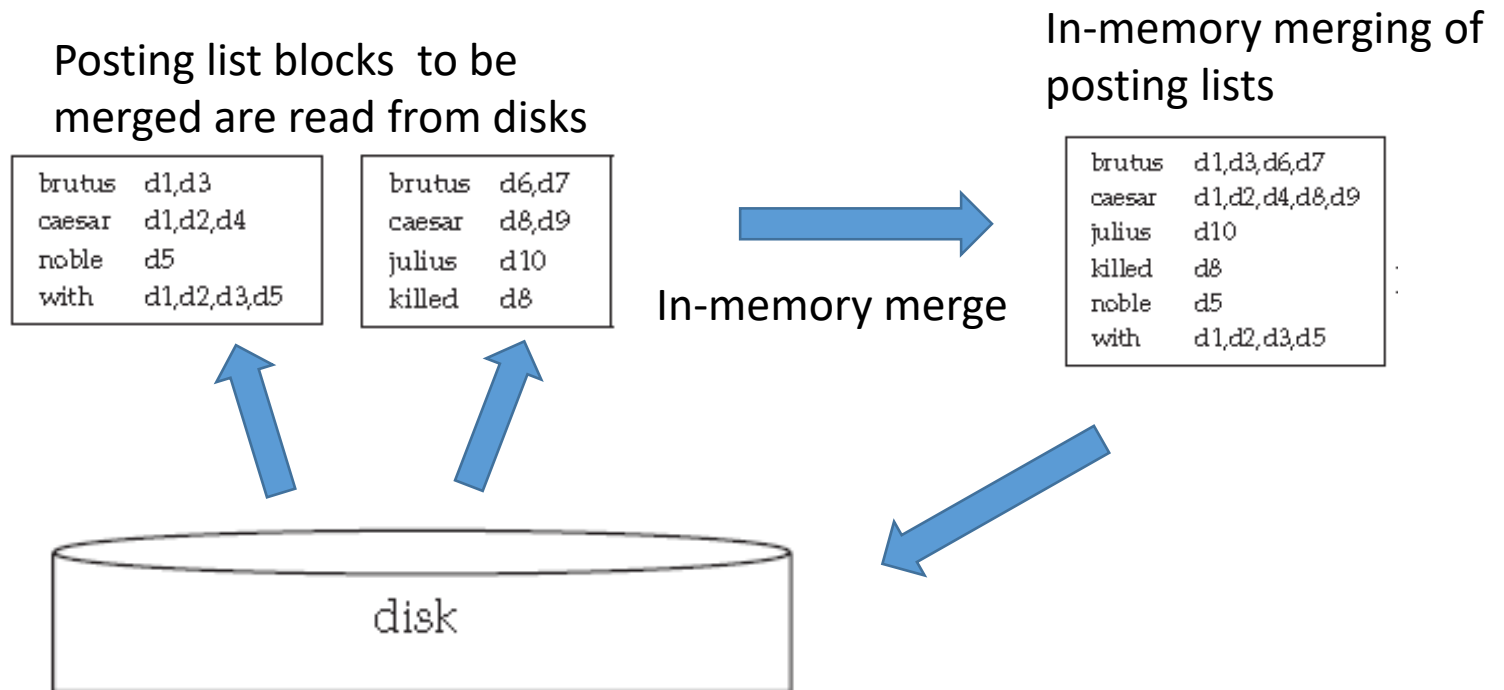 Posting list blocks to be
merged are read from disks
brutus d1,d3
caesar d1,d2,d4
noble d5
with d1,d2,d3,d5
brutus d6,d7
caesar d8,d9
julius d10
killed d8
In-memory merge
In-memory merging of
posting lists
brutus d1,d3,d6,d7
caesar d1,d2,d4,d8,d9
julius d10
killed d8
noble d5
with d1,d2,d3,d5
disk